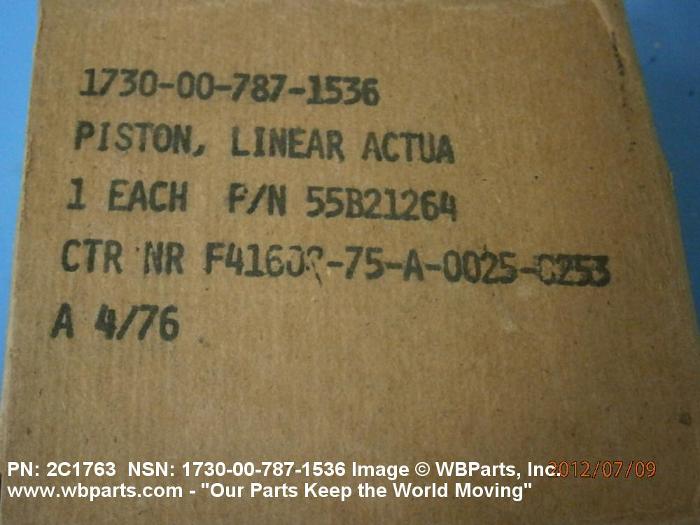 1730-00-787-1536
PISTON, LINEAR ACTUA
1 EACH P/N 55B21264
CTR NR
A 4/76
PN: 2C1763 NSN: 1730-00-787-1536 Image © WBParts, Inc.
2012/07/09
www.wbparts.com - "Our Parts Keep the World Moving"